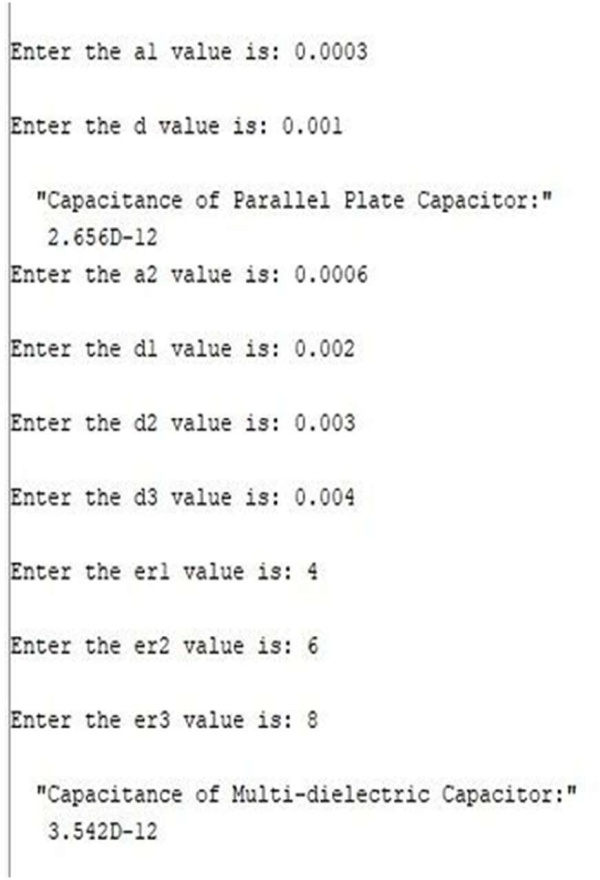 Enter the a1 value is: 0.0003
Enter the d value is: 0.001
"Capacitance of Parallel Plate Capacitor:"
2.656D-12
Enter the a2 value is: 0.0006
Enter the d1 value is: 0.002
Enter the d2 value is: 0.003
Enter the d3 value is: 0.004
Enter the er1 value is: 4
Enter the er2 value is: 6
Enter the er3 value is: 8
"Capacitance of Multi-dielectric Capacitor:"
3.542D-12